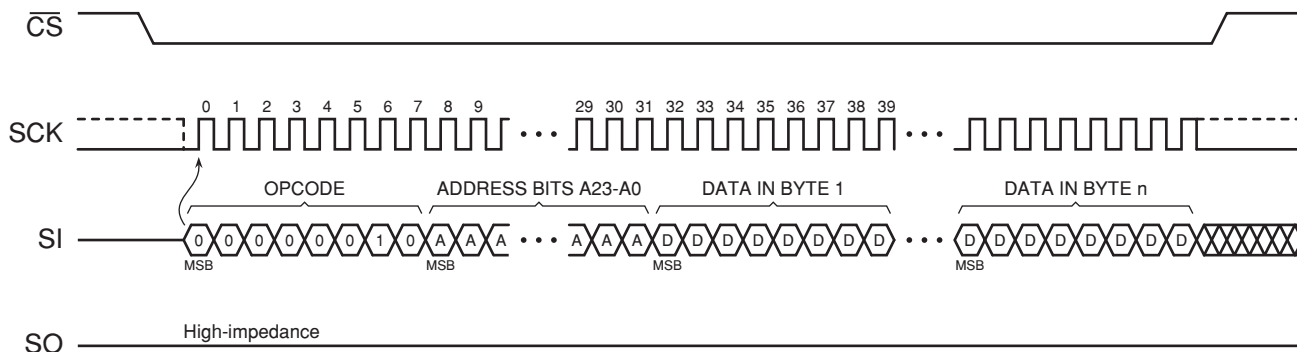 CS
0 1 2 3 4 5 6 7 8 9 29 30 31 32 33 34 35 36 37 38 39
SCK
OPCODE ADDRESS BITS A23-A0 DATA IN BYTE 1 DATA IN BYTE n
SI 0 0 0 0 0 0 1 0 A A A A A A D D D D D D D D D D D D D D D D
MSB MSB MSB MSB
High-impedance
SO